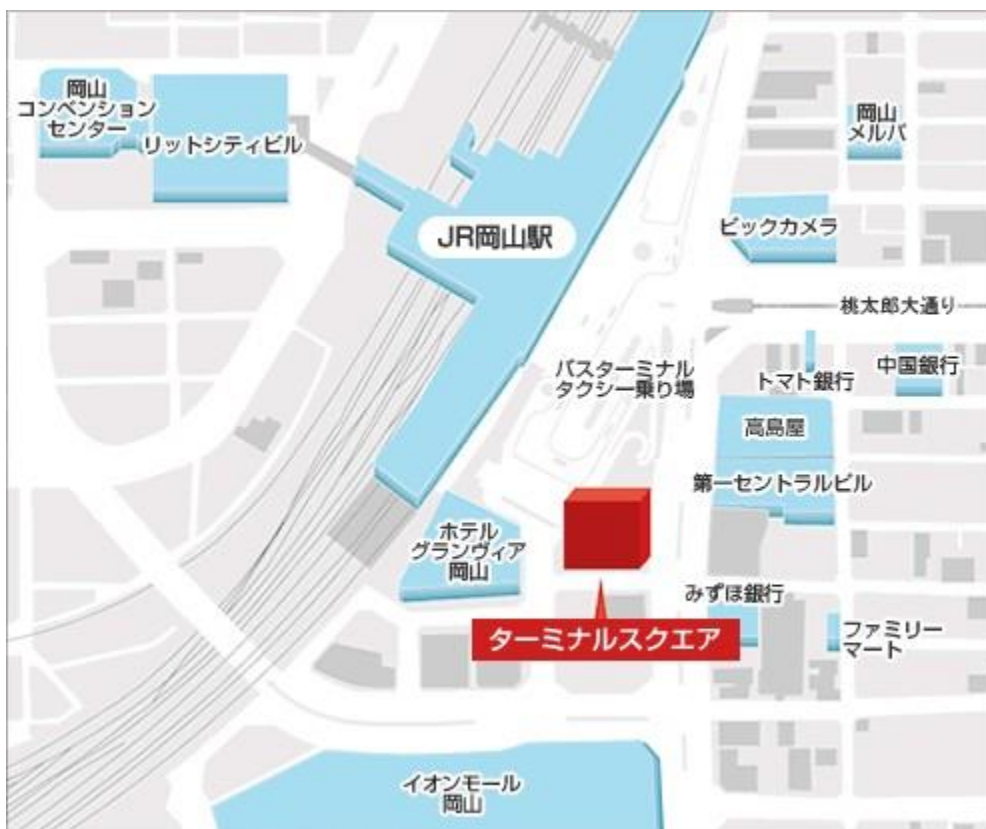 岡山
コンベンション
センター
リットシティビル
岡山
メルパ
JR岡山駅
ビックカメラ
桃太郎大通り
バスターミナル
タクシー乗り場
トマト銀行
中国銀行
高島屋
第一セントラルビル
ホテル
グランヴィア
岡山
みずほ銀行
ターミナルスクエア
ファミリー
マート
イオンモール
岡山